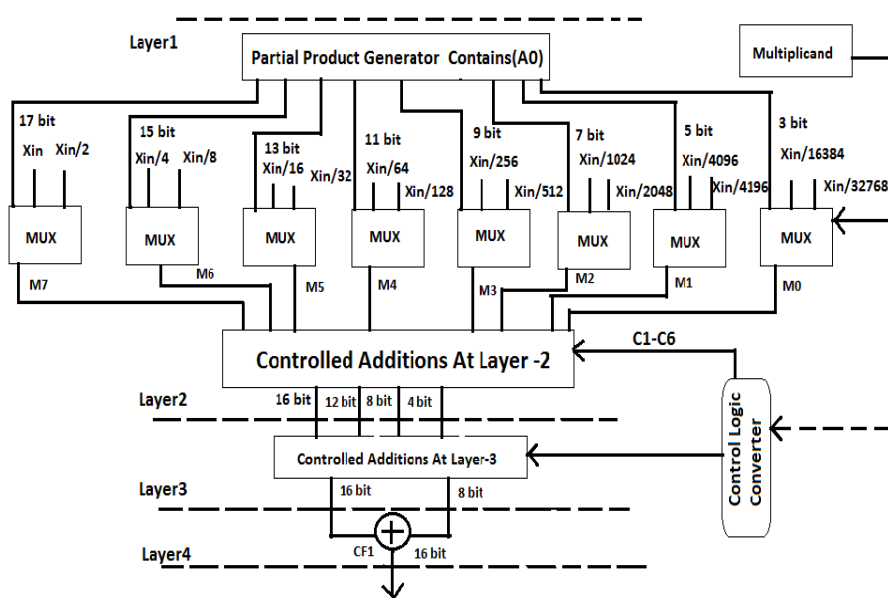 Layer1
Partial Product Generator Contains(A0)
Multiplicand
17 bit
15 bit
13 bit
11 bit
9 bit
7 bit
5 bit
3 bit
Xin
Xin/2
Xin/4
Xin/8
Xin/16
Xin/32
Xin/64
Xin/128
Xin/256
Xin/512
Xin/1024
Xin/2048
Xin/4096
Xin/4196
Xin/16384
Xin/32768
MUX
MUX
MUX
MUX
MUX
MUX
MUX
MUX
M7
M6
M5
M4
M3
M2
M1
M0
Controlled Additions At Layer -2
C1-C6
Layer2
16 bit
12 bit
8 bit
4 bit
Controlled Additions At Layer-3
Control Logic
Converter
Layer3
16 bit
8 bit
+
CF1
16 bit
Layer4